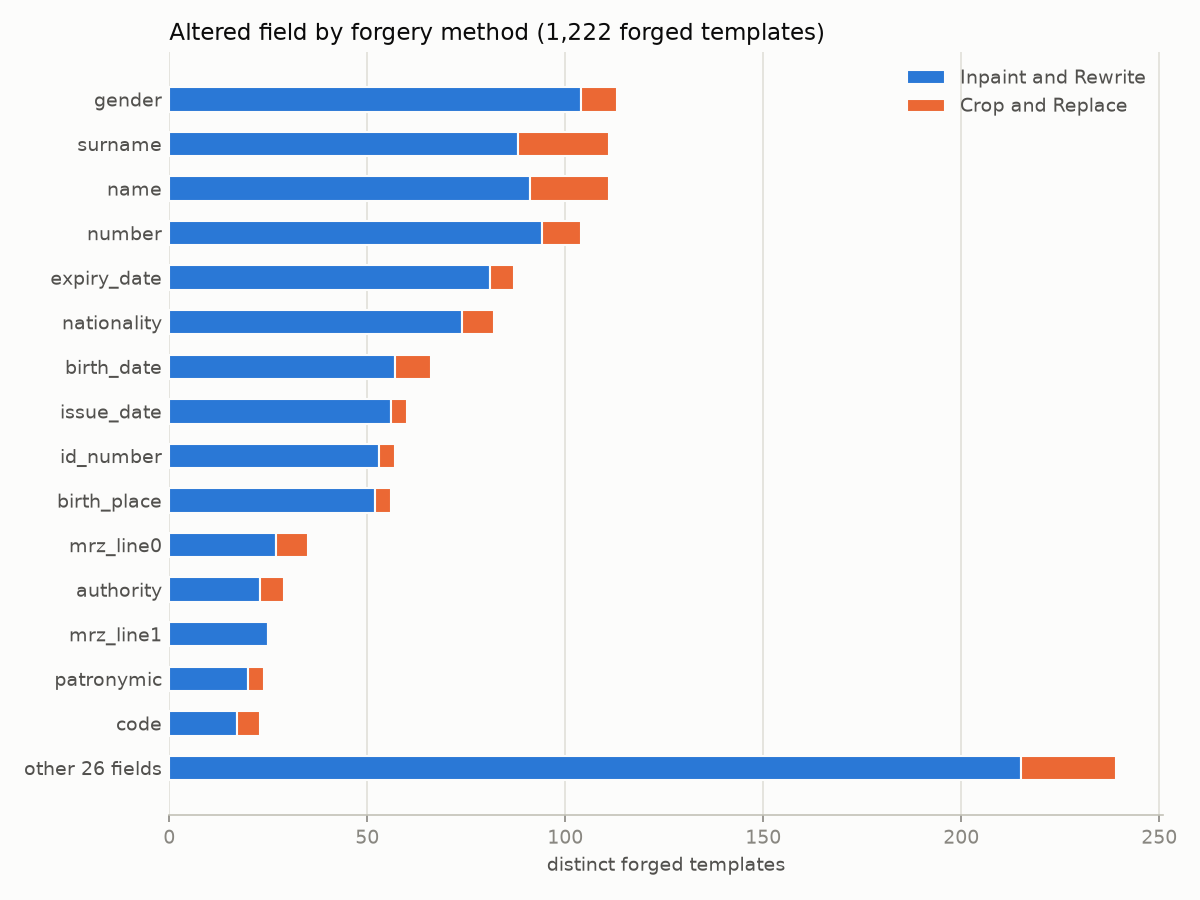 Altered field by forgery method (1,222 forged templates)
Inpaint and Rewrite
Crop and Replace
gender
surname
name
number
expiry_date
nationality
birth_date
issue_date
id_number
birth_place
mrz_line0
authority
mrz_line1
patronymic
code
other 26 fields
0 50 100 150 200 250
distinct forged templates